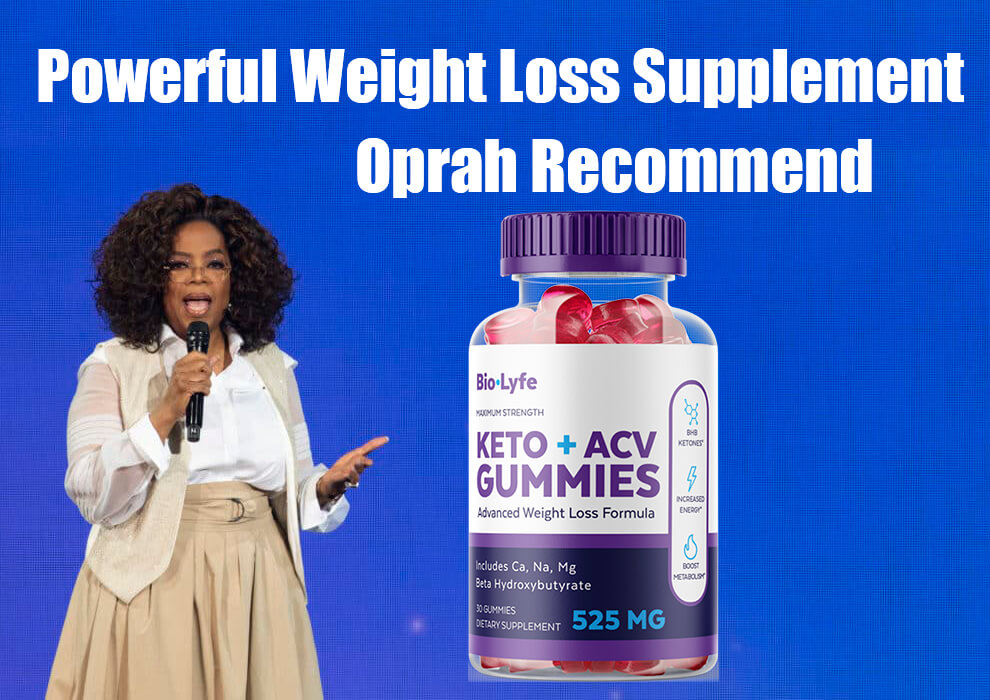 Powerful Weight Loss Supplement
Oprah Recommend
Bio•Lyfe
MAXIMUM STRENGTH
KETO + ACV
GUMMIES
Advanced Weight Loss Formula
Includes Ca, Na, Mg
Beta Hydroxybutyrate
30 GUMMIES
DIETARY SUPPLEMENT
525 MG
BHB
KETONES*
INCREASED
ENERGY*
BOOST
METABOLISM*